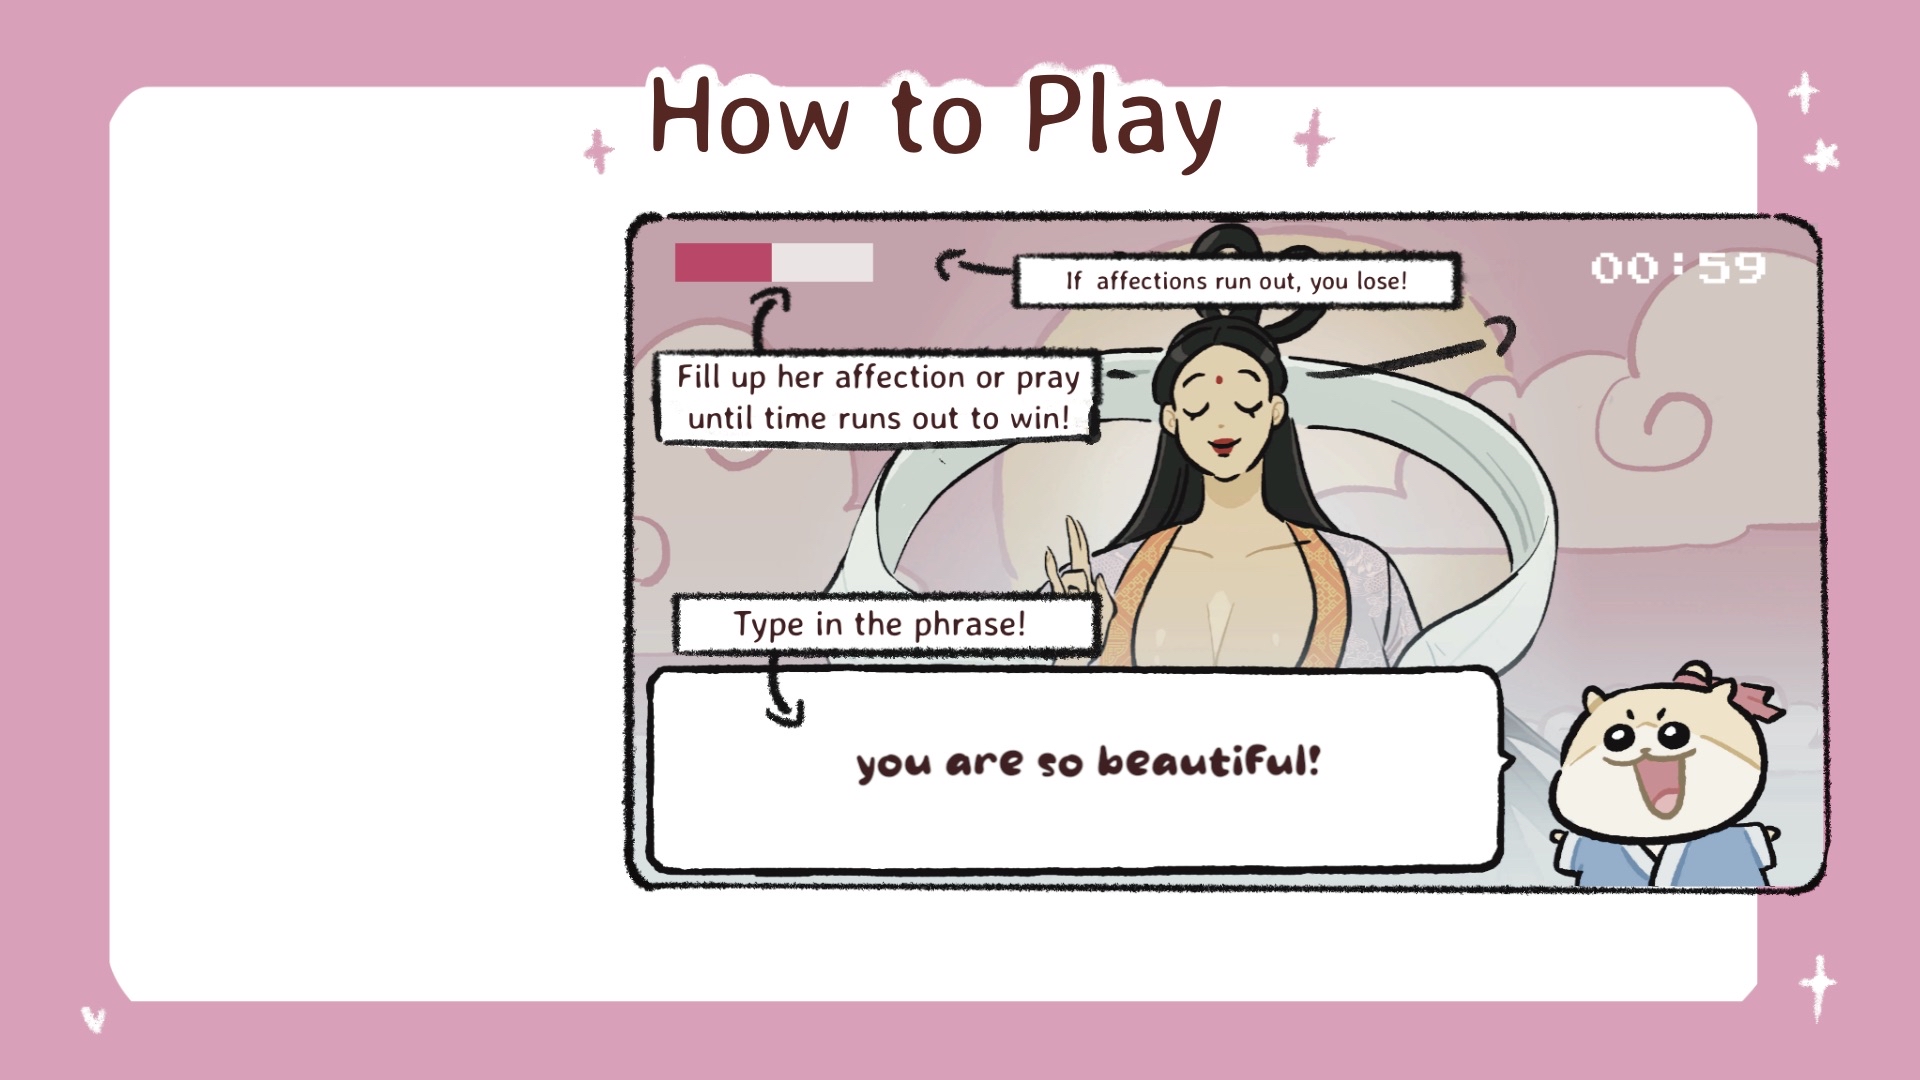 How to Play
If affections run out, you lose!
00:59
Fill up her affection or pray
until time runs out to win!
Type in the phrase!
you are so beautiful!